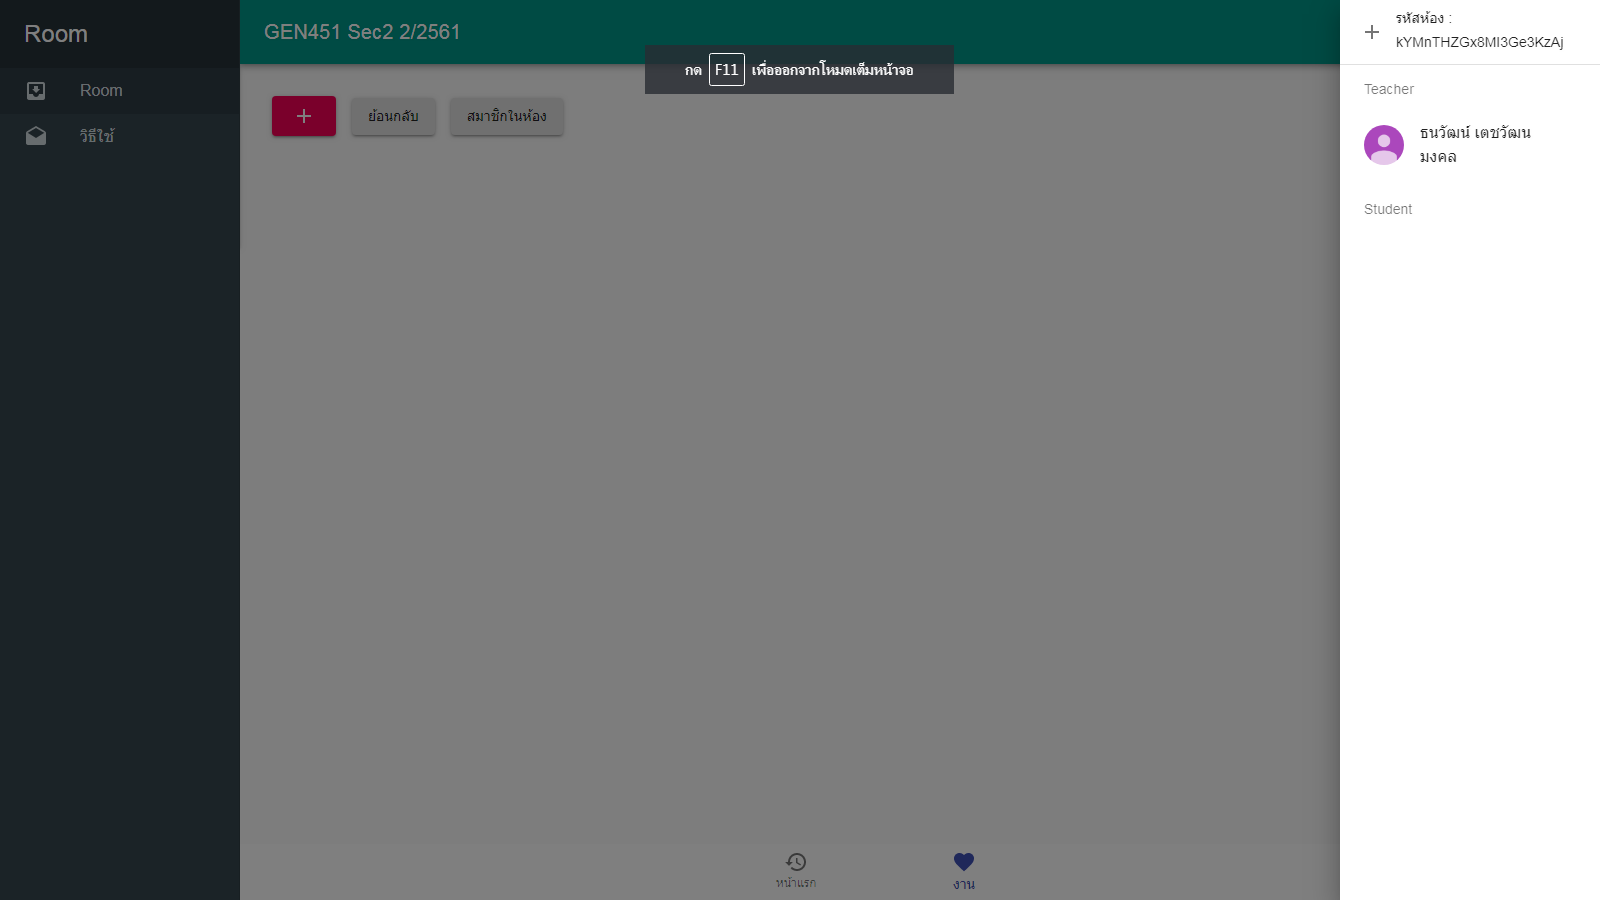 Room
Room
วิธีใช้
GEN451 Sec2 2/2561
กด F11 เพื่อออกจากโหมดเต็มหน้าจอ
ย้อนกลับ
สมาชิกในห้อง
หน้าแรก
งาน
รหัสห้อง :
kYMnTHZGx8MI3Ge3KzAj
Teacher
ธนวัฒน์ เตชวัฒน
มงคล
Student